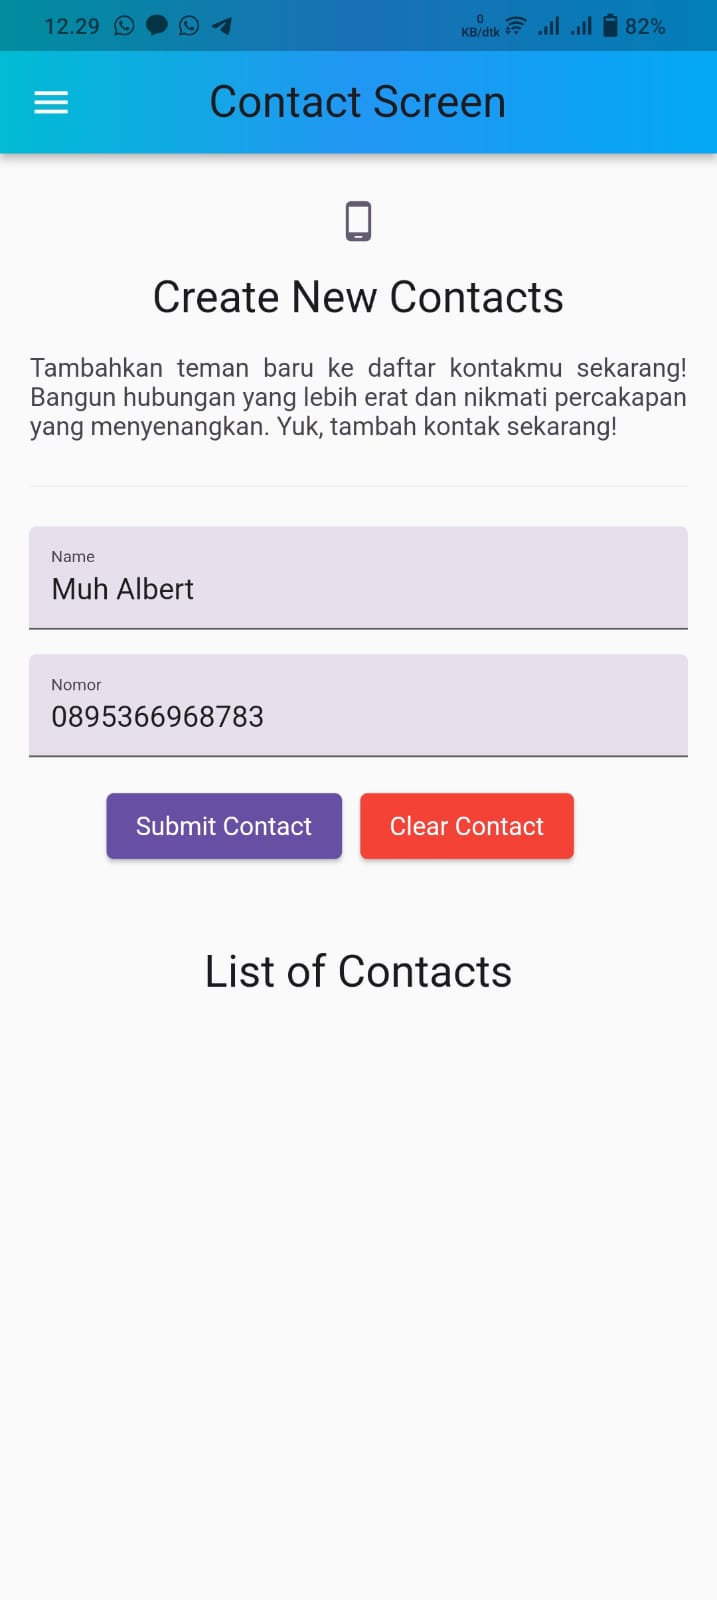 12.29
0
KB/dtk
82%
Contact Screen
Create New Contacts
Tambahkan teman baru ke daftar kontakmu sekarang!
Bangun hubungan yang lebih erat dan nikmati percakapan
yang menyenangkan. Yuk, tambah kontak sekarang!
Name
Muh Albert
Nomor
0895366968783
Submit Contact
Clear Contact
List of Contacts